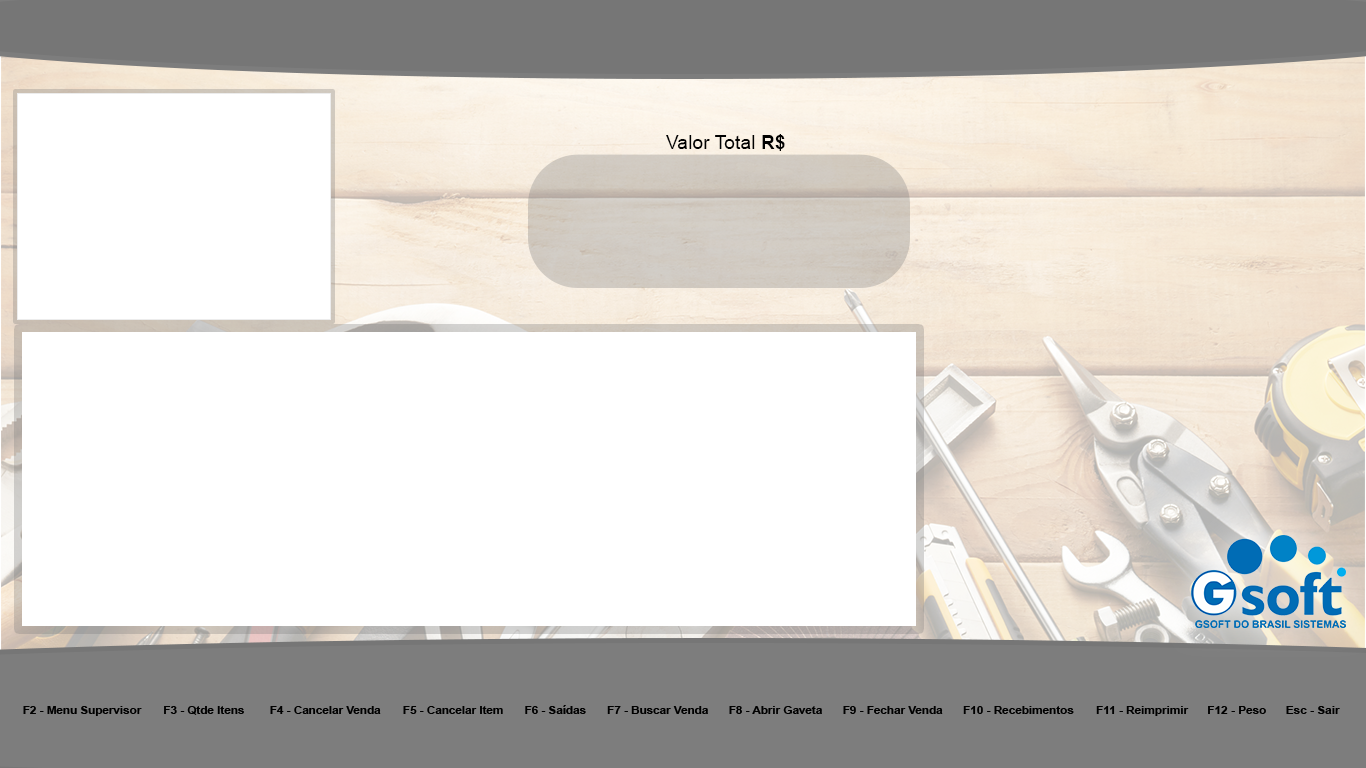 Valor Total R$
Gsoft
GSOFT DO BRASIL SISTEMAS
F2 - Menu Supervisor F3 - Qtde Itens F4 - Cancelar Venda F5 - Cancelar Item F6 - Saídas F7 - Buscar Venda F8 - Abrir Gaveta F9 - Fechar Venda F10 - Recebimentos F11 - Reimprimir F12 - Peso Esc - Sair